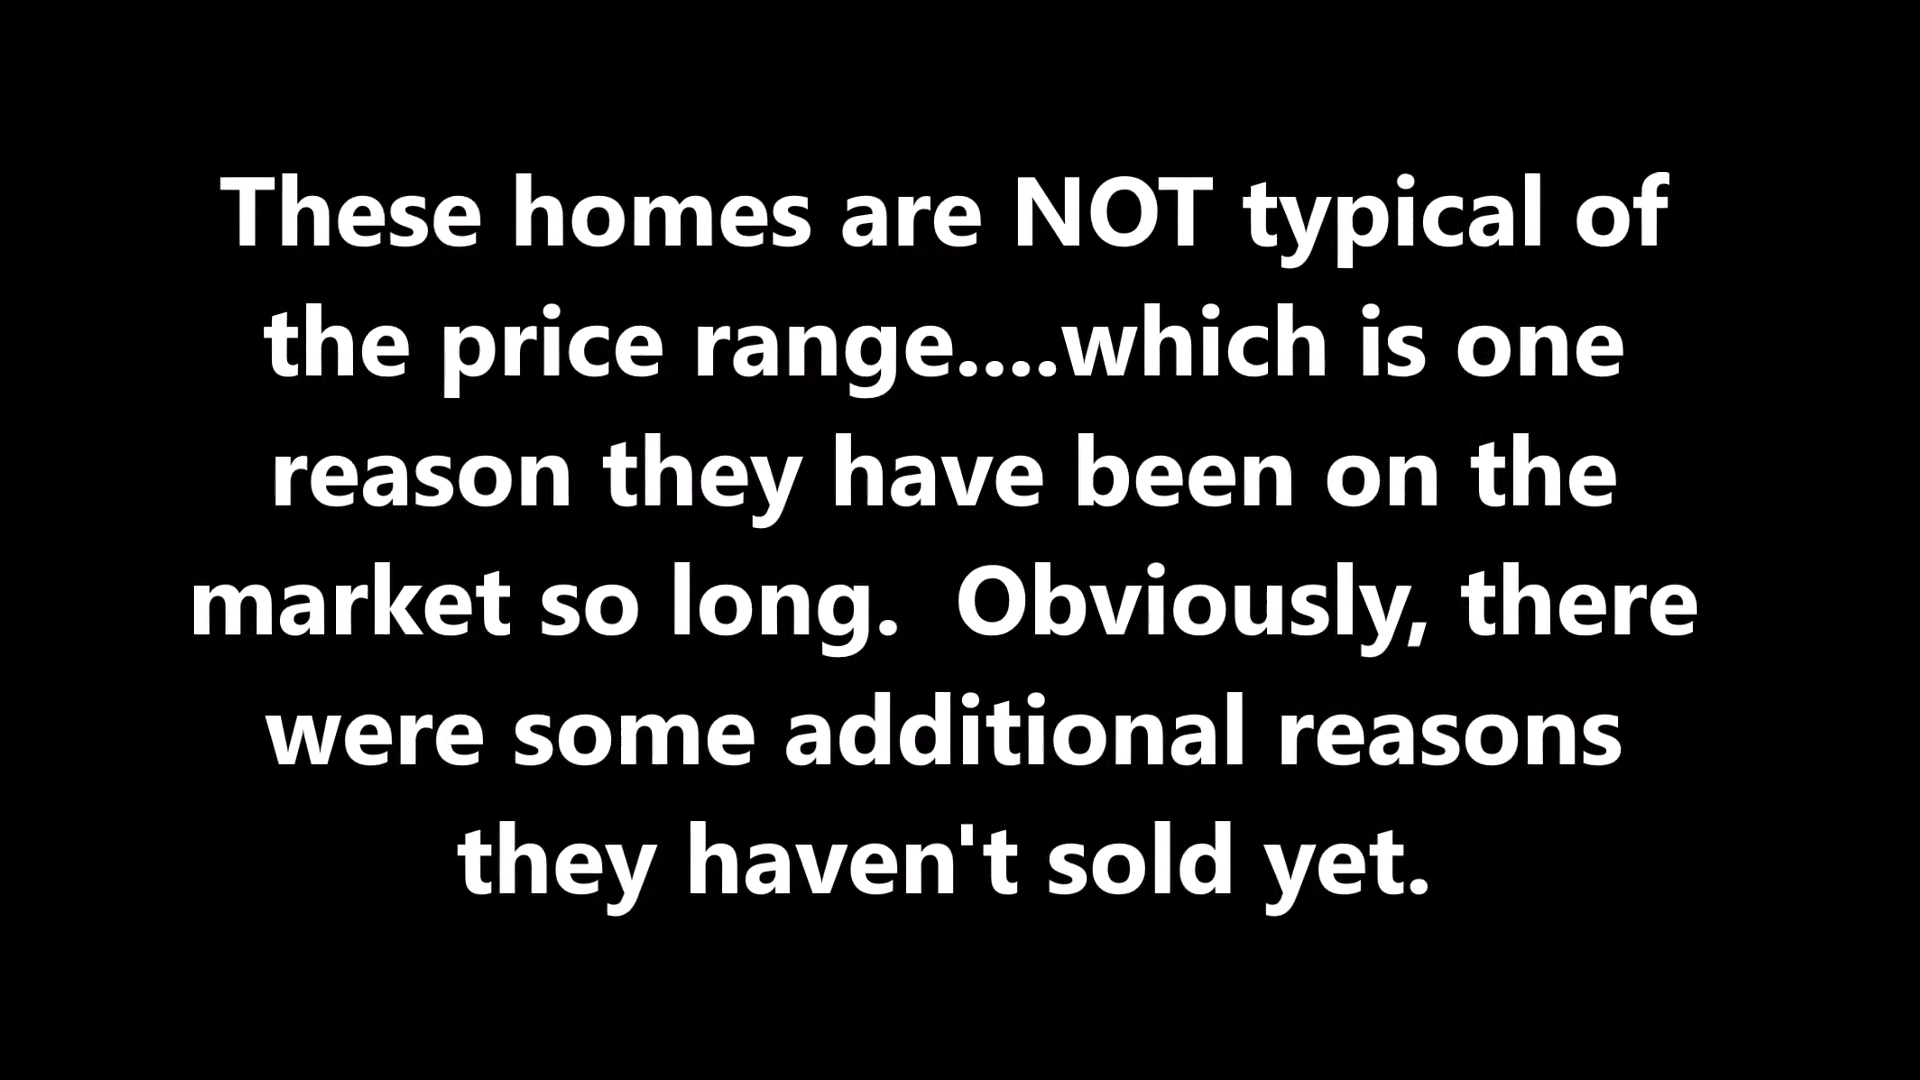 These homes are NOT typical of
the price range....which is one
reason they have been on the
market so long.  Obviously, there
were some additional reasons
they haven't sold yet.